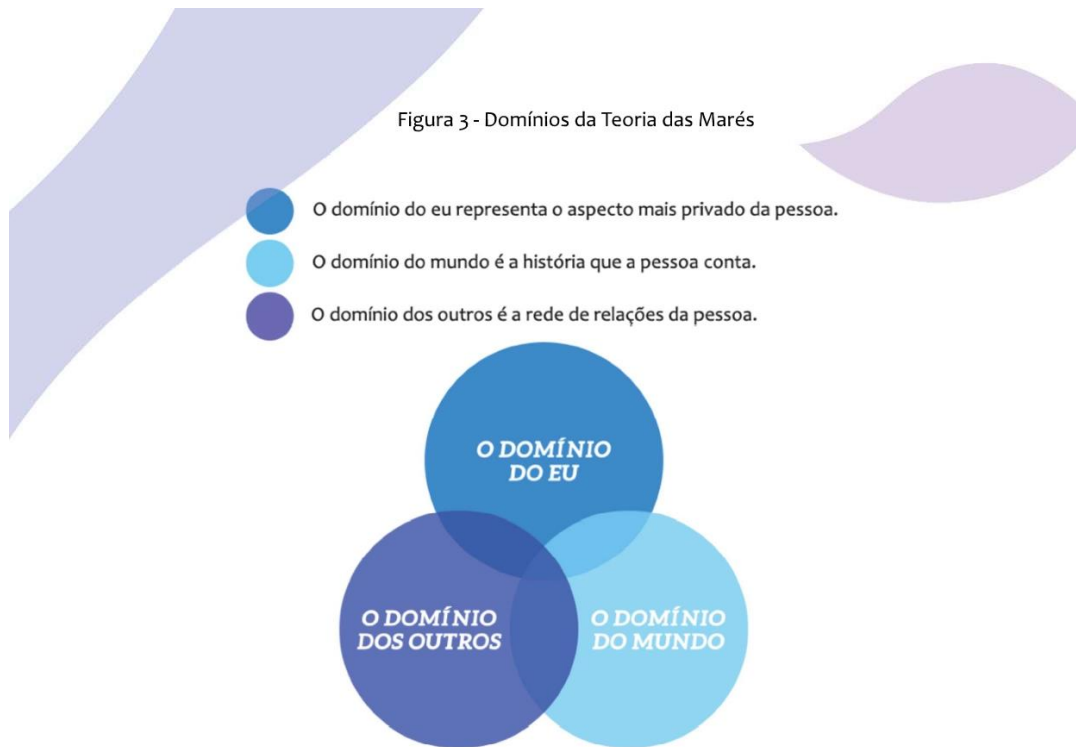 Figura 3 - Domínios da Teoria das Marés
O domínio do eu representa o aspecto mais privado da pessoa.
O domínio do mundo é a história que a pessoa conta.
O domínio dos outros é a rede de relações da pessoa.
O DOMÍNIO
DO EU
O DOMÍNIO
DOS OUTROS
O DOMÍNIO
DO MUNDO